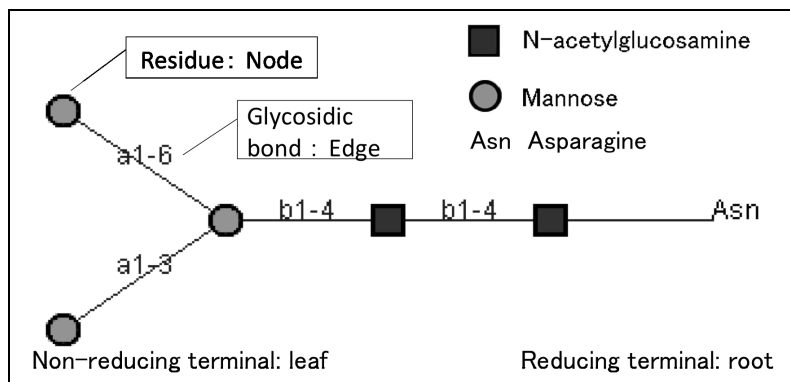 Residue: Node
N-acetylglucosamine
Mannose
Glycosidic
bond : Edge
Asn Asparagine
a1-6
b1-4 b1-4 Asn
a1-3
Non-reducing terminal: leaf Reducing terminal: root